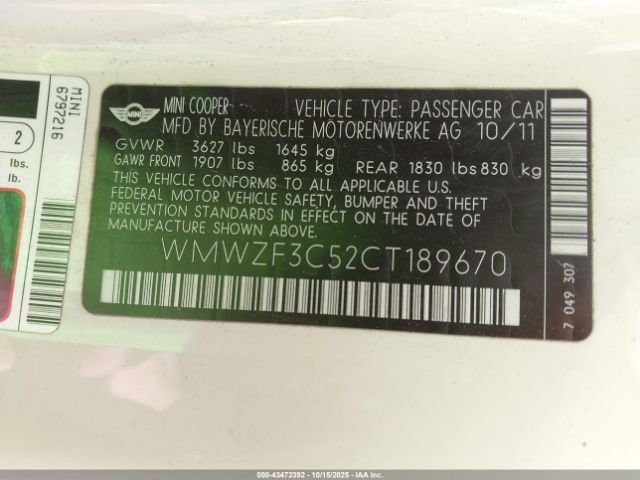 MINI
6797216
2
lbs.
lb.
MINI
MINI COOPER VEHICLE TYPE: PASSENGER CAR
MFD BY BAYERISCHE MOTORENWERKE AG 10/11
GVWR 3627 lbs 1645 kg
GAWR FRONT 1907 lbs 865 kg REAR 1830 lbs 830 kg
THIS VEHICLE CONFORMS TO ALL APPLICABLE U.S.
FEDERAL MOTOR VEHICLE SAFETY, BUMPER AND THEFT
PREVENTION STANDARDS IN EFFECT ON THE DATE OF
MANUFACTURE SHOWN ABOVE.
WMWZF3C52CT189670
7 049 307
000-43472392 - 10/15/2025 - COPYRIGHT © IAA, INC.